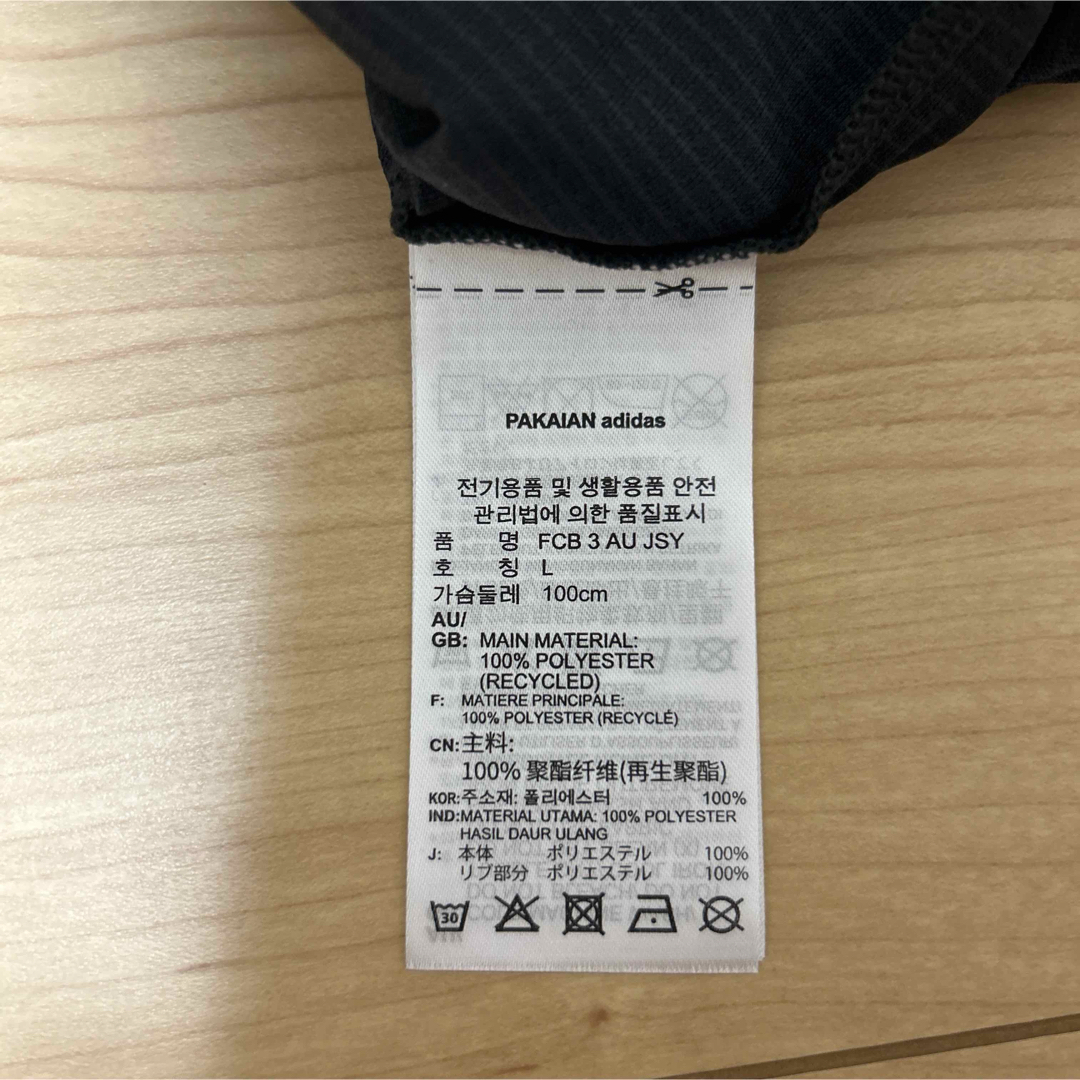 PAKAIAN adidas
전기용품 및 생활용품 안전
관리법에 의한 품질표시
품 명 FCB 3 AU JSY
호 칭 L
가슴둘레 100cm
AU/
GB: MAIN MATERIAL:
100% POLYESTER
(RECYCLED)
F: MATIERE PRINCIPALE:
100% POLYESTER (RECYCLÉ)
CN: 主料:
100% 聚酯纤维(再生聚酯)
KOR: 주소재: 폴리에스터 100%
IND: MATERIAL UTAMA: 100% POLYESTER
HASIL DAUR ULANG
J: 本体 ポリエステル 100%
リブ部分 ポリエステル 100%
30